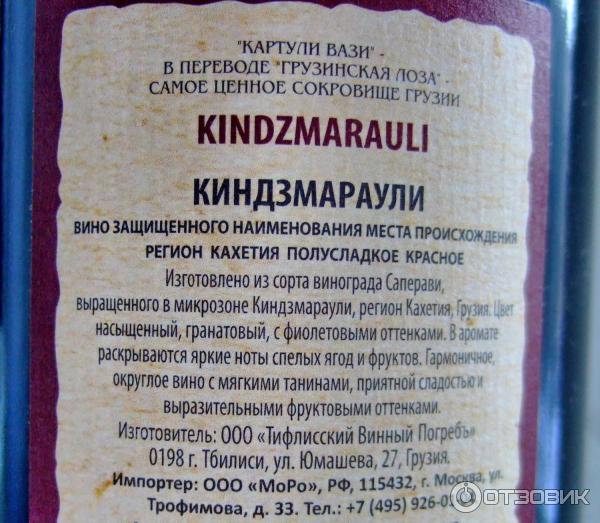 "КАРТУЛИ ВАЗИ" -
В ПЕРЕВОДЕ "ГРУЗИНСКАЯ ЛОЗА" -
САМОЕ ЦЕННОЕ СОКРОВИЩЕ ГРУЗИИ
KINDZMARAULI
КИНДЗМАРАУЛИ
ВИНО ЗАЩИЩЕННОГО НАИМЕНОВАНИЯ МЕСТА ПРОИСХОЖДЕНИЯ
РЕГИОН КАХЕТИЯ ПОЛУСЛАДКОЕ КРАСНОЕ
Изготовлено из сорта винограда Саперави,
выращенного в микрозоне Киндзмараули, регион Кахетия, Грузия. Цвет
насыщенный, гранатовый, с фиолетовыми оттенками. В аромате
раскрываются яркие ноты спелых ягод и фруктов. Гармоничное,
округлое вино с мягкими танинами, приятной сладостью и
выразительными фруктовыми оттенками.
Изготовитель: ООО «Тифлисский Винный Погребъ»
0198 г. Тбилиси, ул. Юмашева, 27, Грузия.
Импортер: ООО «МоРо», РФ, 115432, г. Москва, ул.
Трофимова, д. 33. Тел.: +7 (495) 926-0
ОТЗОВИК